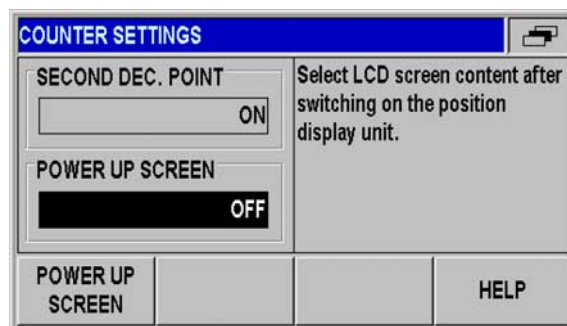 COUNTER SETTINGS
SECOND DEC. POINT
ON
POWER UP SCREEN
OFF
Select LCD screen content after
switching on the position
display unit.
POWER UP
SCREEN
HELP